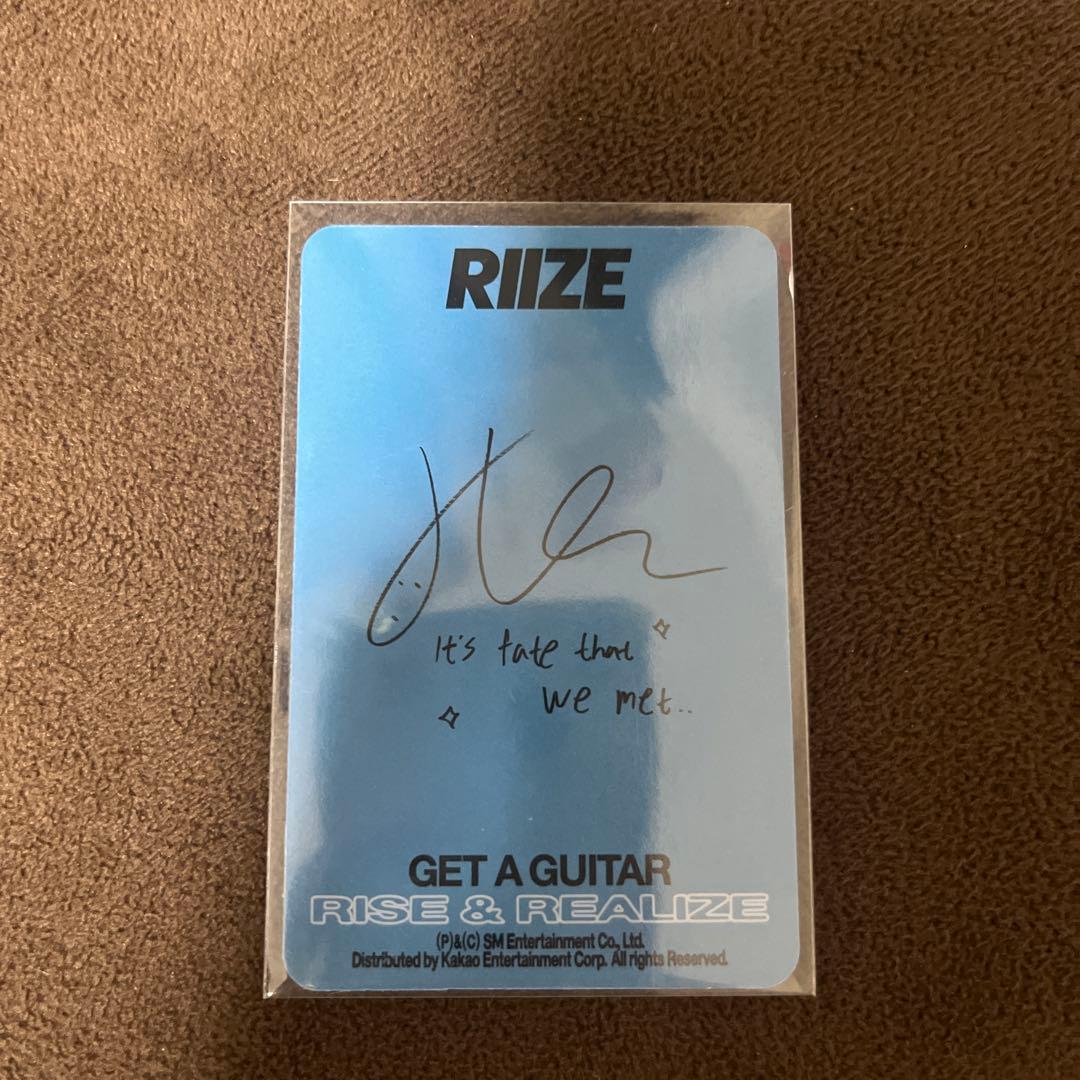 RIIZE
It's fate that
we met..
GET A GUITAR
RISE & REALIZE
(P)&(C) SM Entertainment Co., Ltd.
Distributed by Kakao Entertainment Corp. All rights Reserved.